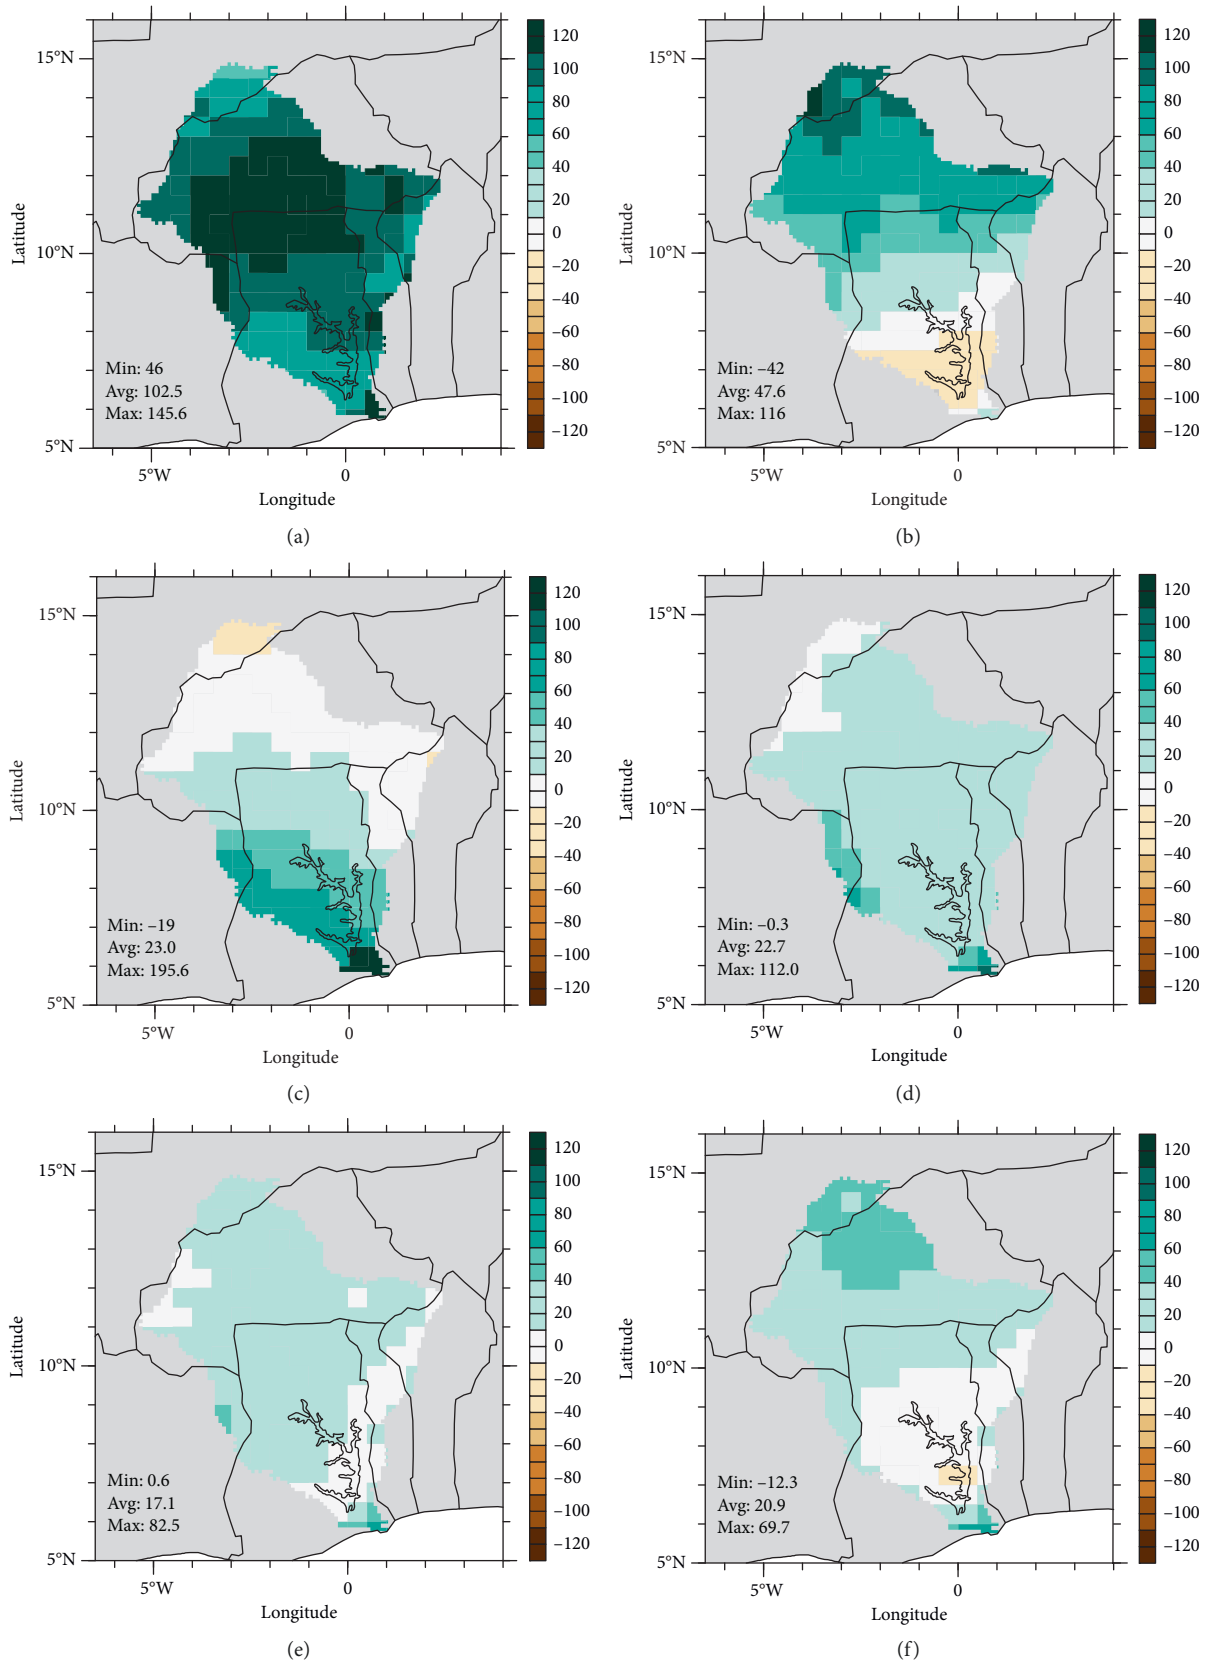 15°N
10°N
5°N
Latitude
5°W
0
Longitude
Min: 46
Avg: 102.5
Max: 145.6
120
100
80
60
40
20
0
−20
−40
−60
−80
−100
−120
(a)
15°N
10°N
5°N
Latitude
5°W
0
Longitude
Min: −42
Avg: 47.6
Max: 116
120
100
80
60
40
20
0
−20
−40
−60
−80
−100
−120
(b)
15°N
10°N
5°N
Latitude
5°W
0
Longitude
Min: −19
Avg: 23.0
Max: 195.6
120
100
80
60
40
20
0
−20
−40
−60
−80
−100
−120
(c)
15°N
10°N
5°N
Latitude
5°W
0
Longitude
Min: −0.3
Avg: 22.7
Max: 112.0
120
100
80
60
40
20
0
−20
−40
−60
−80
−100
−120
(d)
15°N
10°N
5°N
Latitude
5°W
0
Longitude
Min: 0.6
Avg: 17.1
Max: 82.5
120
100
80
60
40
20
0
−20
−40
−60
−80
−100
−120
(e)
15°N
10°N
5°N
Latitude
5°W
0
Longitude
Min: −12.3
Avg: 20.9
Max: 69.7
120
100
80
60
40
20
0
−20
−40
−60
−80
−100
−120
(f)